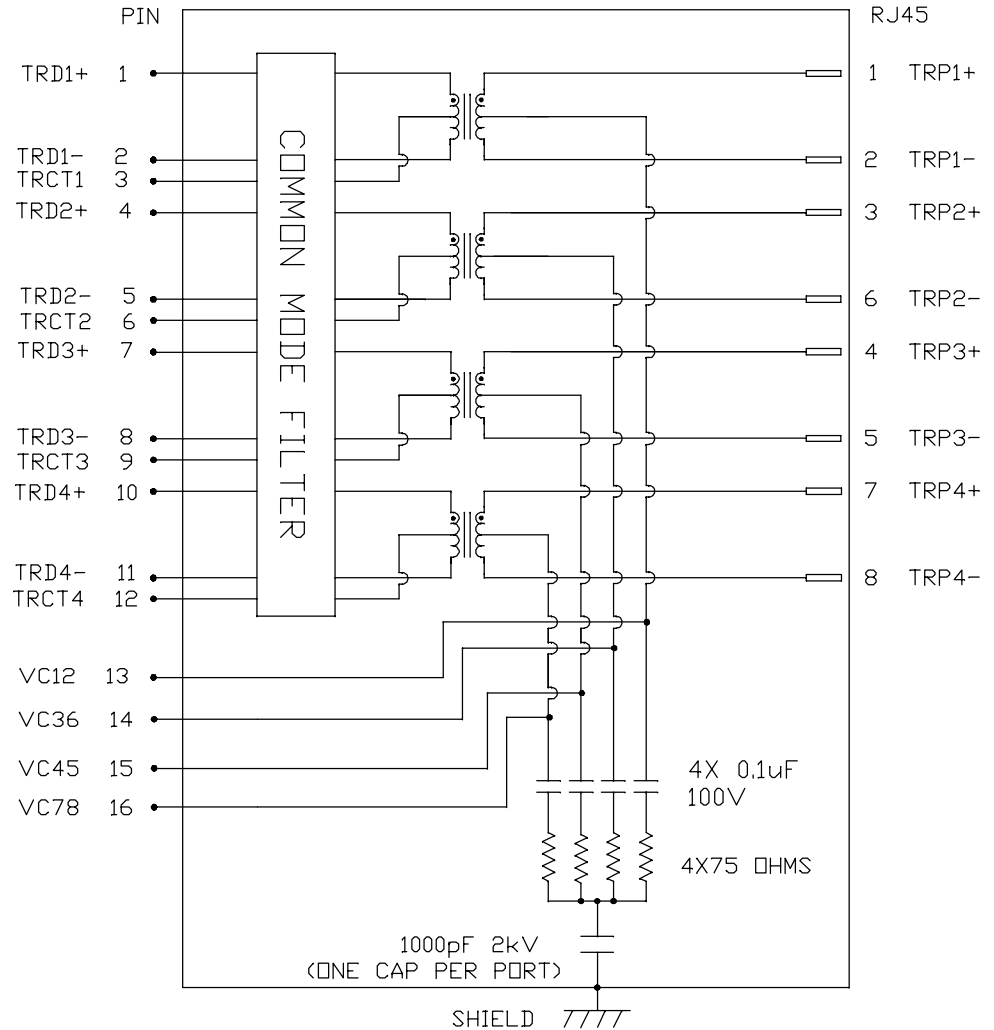 PIN RJ45
TRD1+ 1 1 TRP1+
TRD1- 2 2 TRP1-
TRCT1 3
TRD2+ 4 3 TRP2+
TRD2- 5 6 TRP2-
TRCT2 6
TRD3+ 7 4 TRP3+
TRD3- 8 5 TRP3-
TRCT3 9
TRD4+ 10 7 TRP4+
TRD4- 11 8 TRP4-
TRCT4 12
COMMON MODE FILTER
VC12 13
VC36 14
VC45 15
VC78 16
4X 0.1uF
100V
4X75 OHMS
1000pF 2kV
(ONE CAP PER PORT)
SHIELD